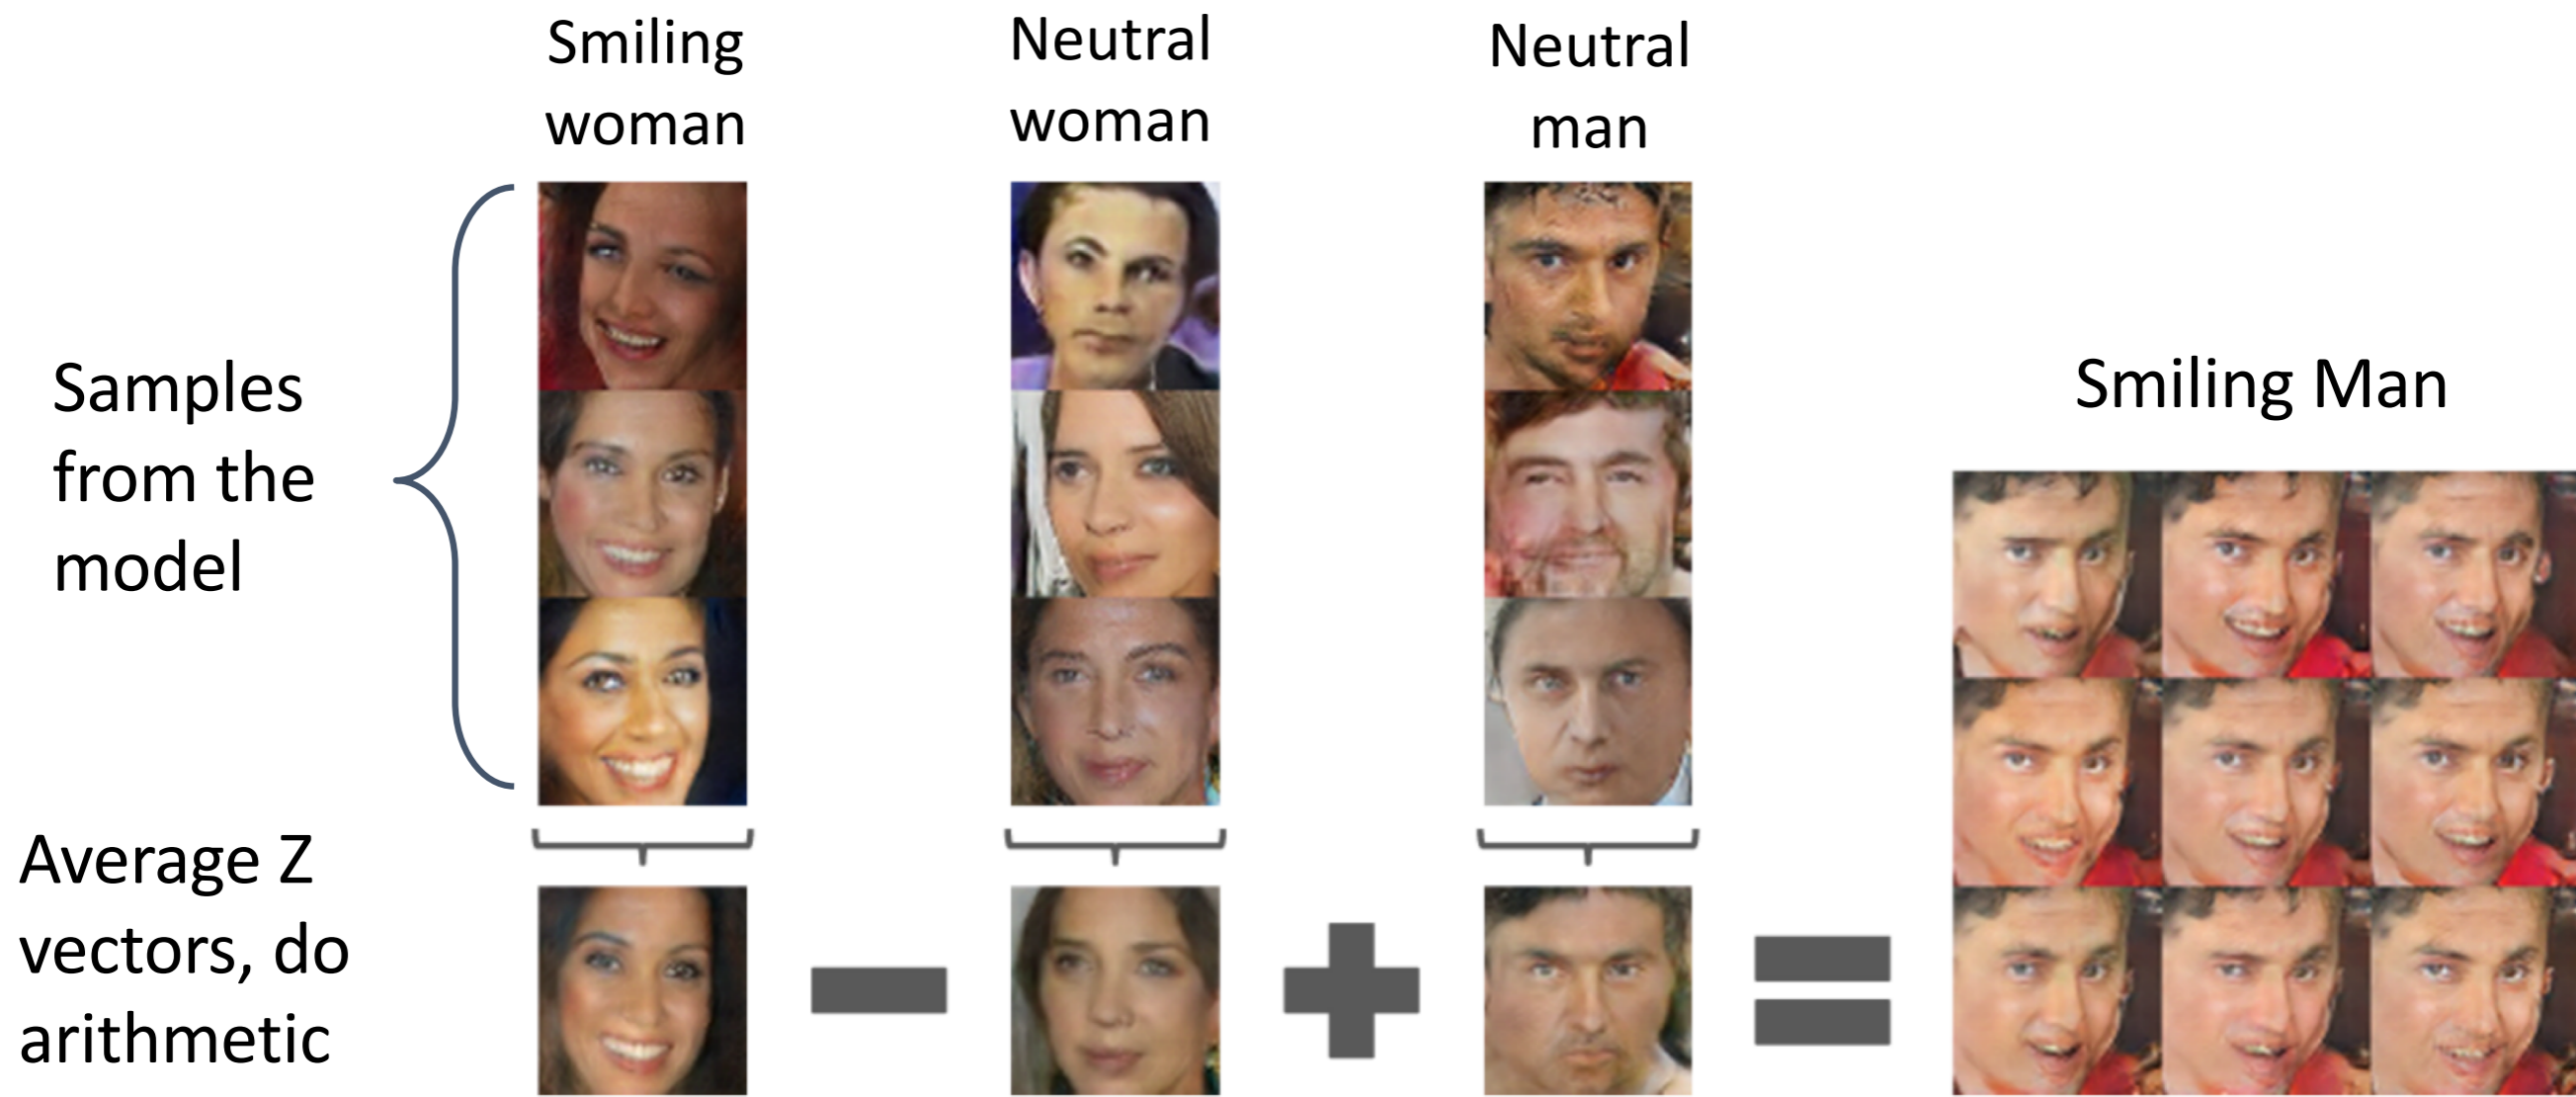 Smiling
woman
Neutral
woman
Neutral
man
Samples
from the
model
Smiling Man
Average Z
vectors, do
arithmetic